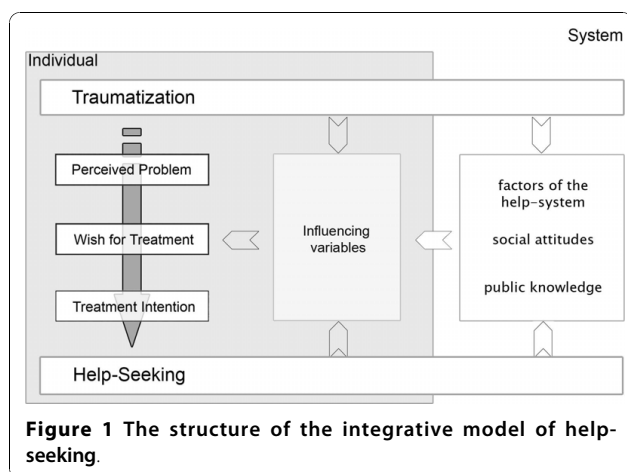 System
Individual
Traumatization
Perceived Problem
Wish for Treatment
Treatment Intention
Influencing
variables
factors of the
help-system
social attitudes
public knowledge
Help-Seeking
Figure 1 The structure of the integrative model of help-
seeking.